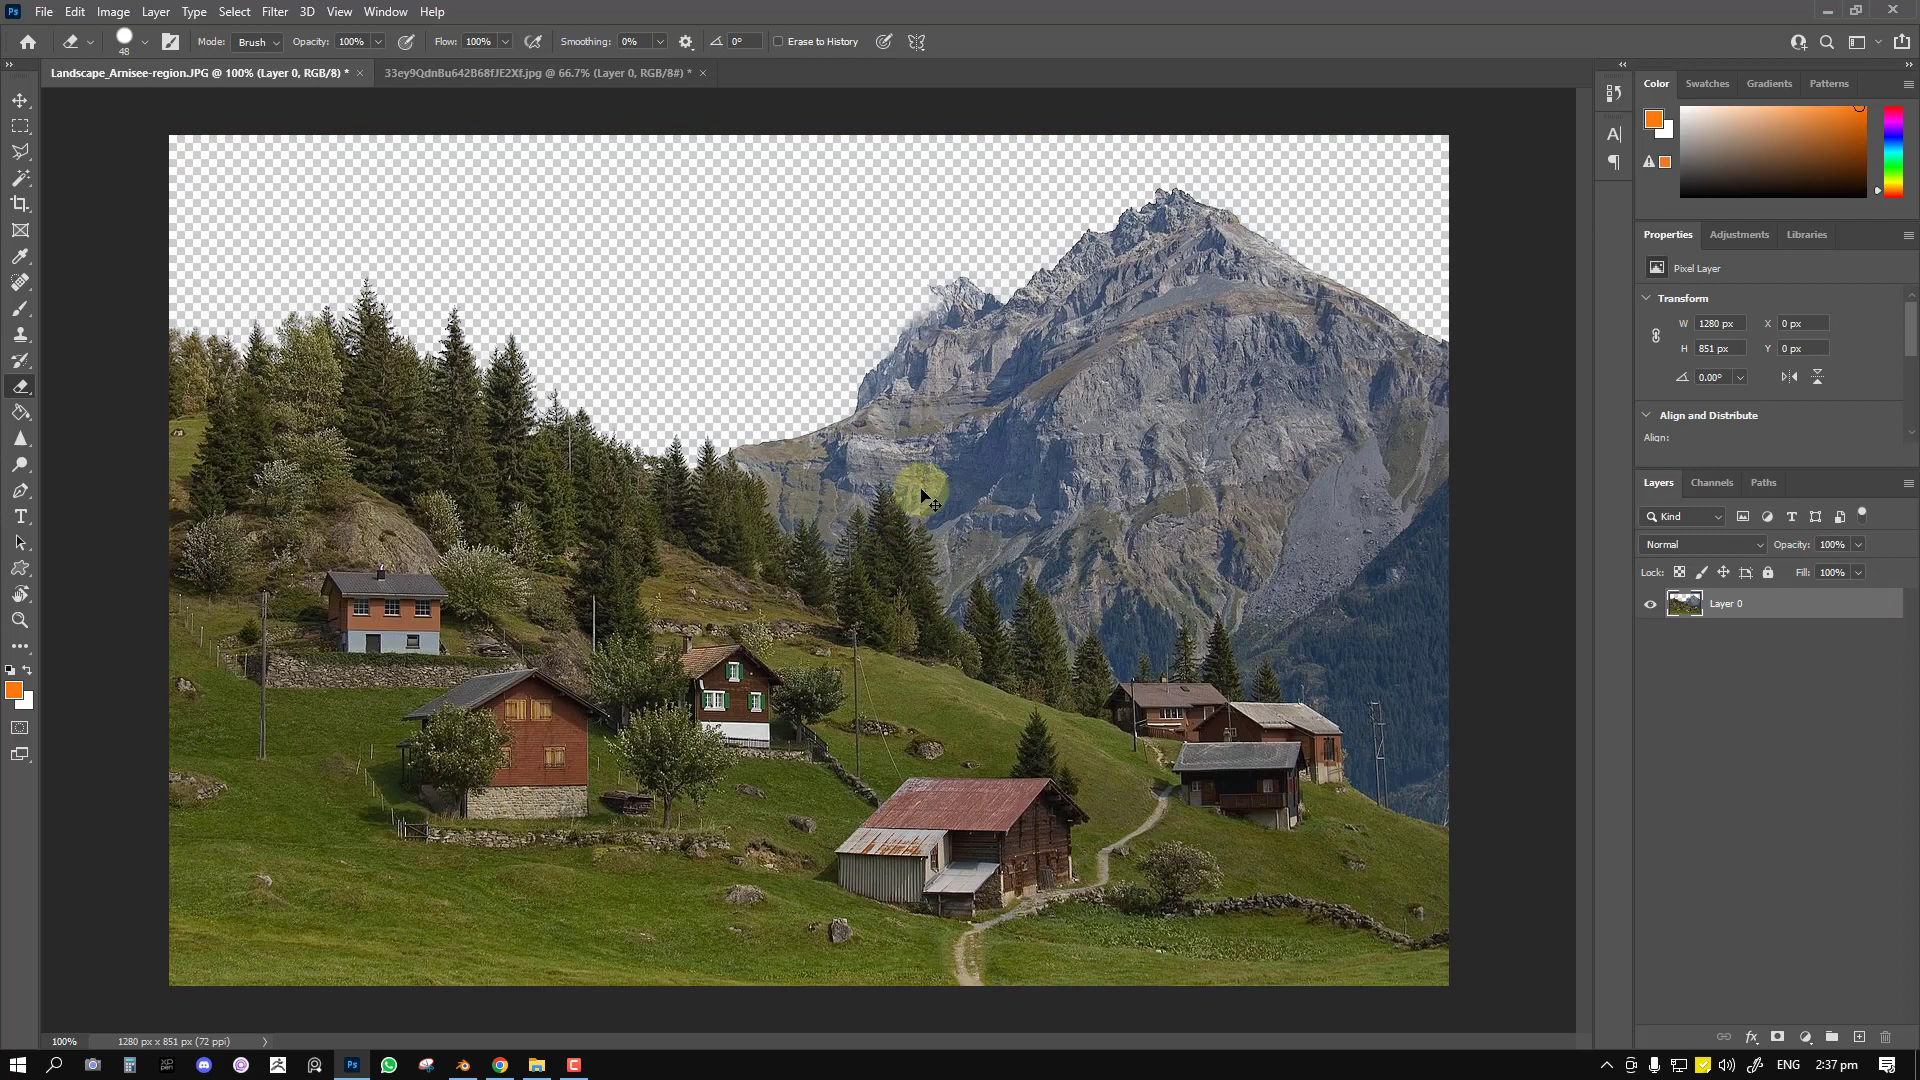 Ps File Edit Image Layer Type Select Filter 3D View Window Help
48 Mode: Brush Opacity: 100% Flow: 100% Smoothing: 0% 0° Erase to History
Landscape_Arnisee-region.JPG @ 100% (Layer 0, RGB/8) * × 33ey9QdnBu642B68fJE2Xf.jpg @ 66.7% (Layer 0, RGB/8#) * ×
Color Swatches Gradients Patterns
Properties Adjustments Libraries
Pixel Layer
Transform
W 1280 px X 0 px
H 851 px Y 0 px
0.00°
Align and Distribute
Align:
Layers Channels Paths
Kind
Normal Opacity: 100%
Lock: Fill: 100%
Layer 0
100% 1280 px x 851 px (72 ppi)
ENG 2:37 pm